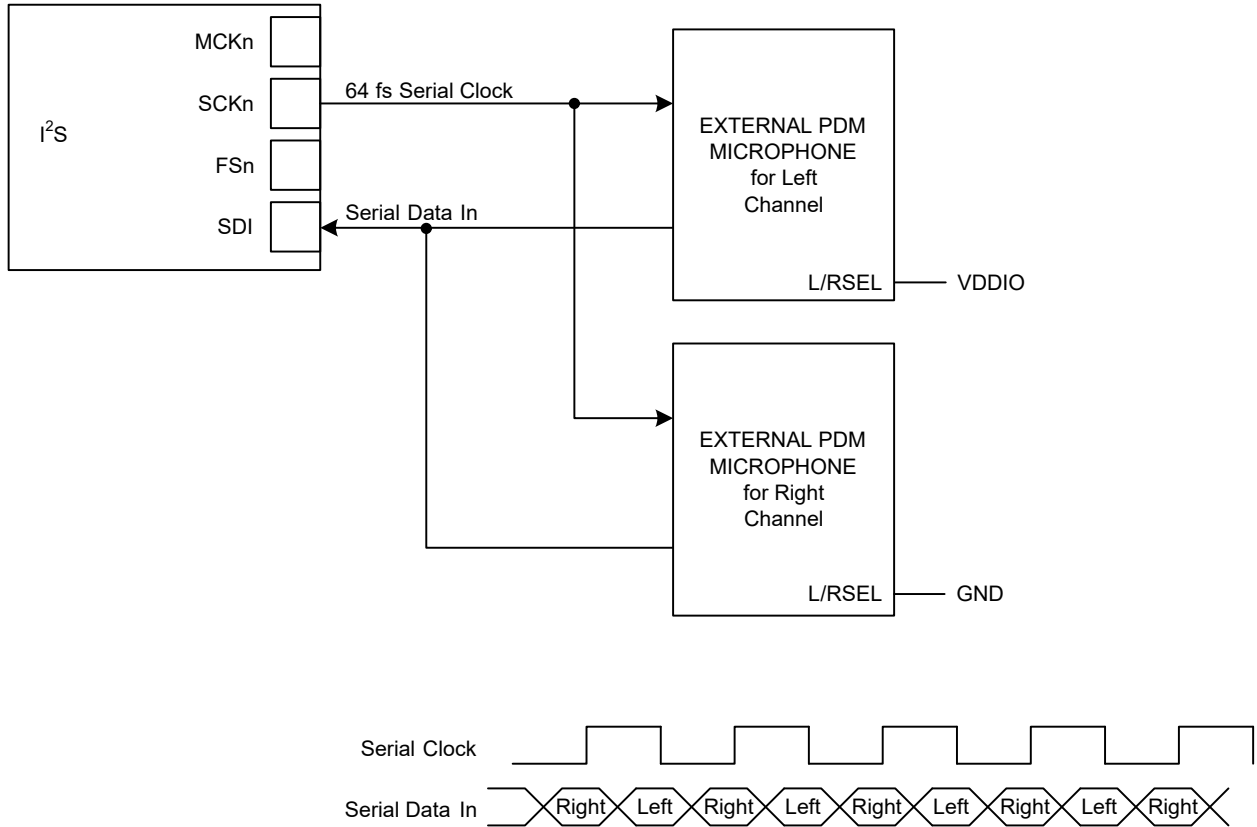 MCKn
SCKn
I²S
FSn
SDI
64 fs Serial Clock
Serial Data In
EXTERNAL PDM
MICROPHONE
for Left
Channel
L/RSEL
VDDIO
EXTERNAL PDM
MICROPHONE
for Right
Channel
L/RSEL
GND
Serial Clock
Serial Data In Right Left Right Left Right Left Right Left Right